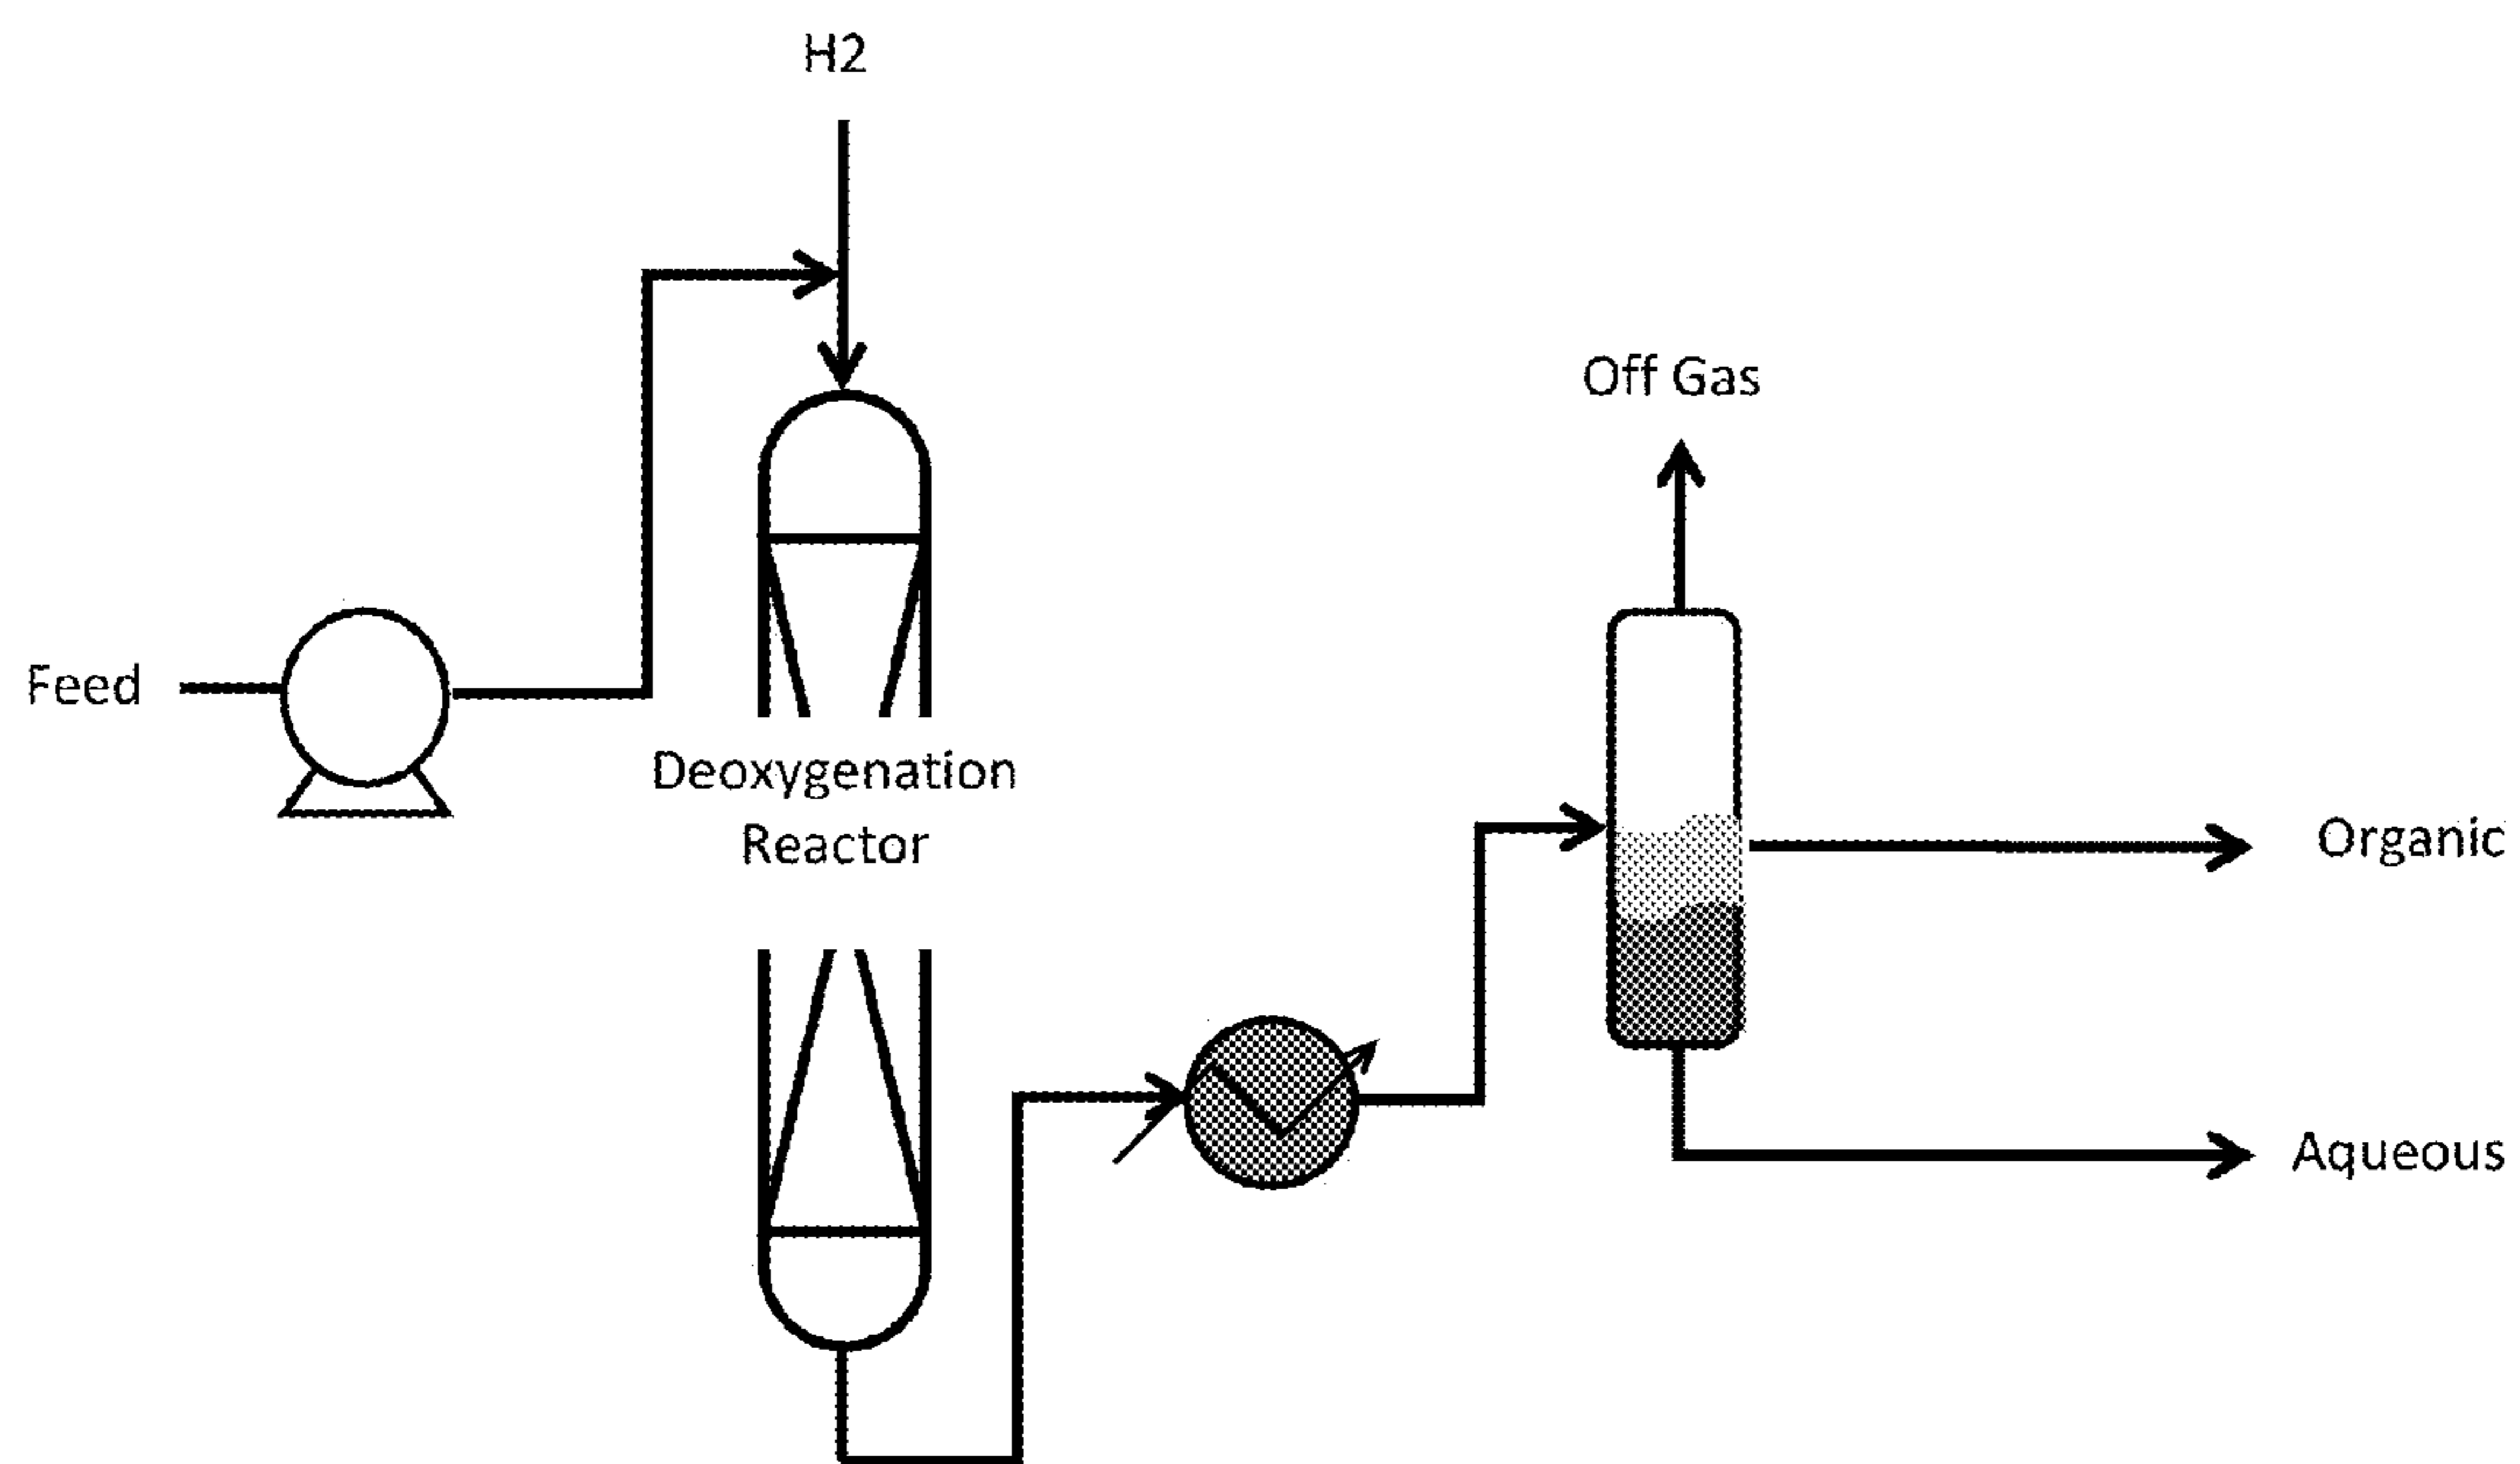 H2
Off Gas
Feed
Deoxygenation
Reactor
Organic
Aqueous